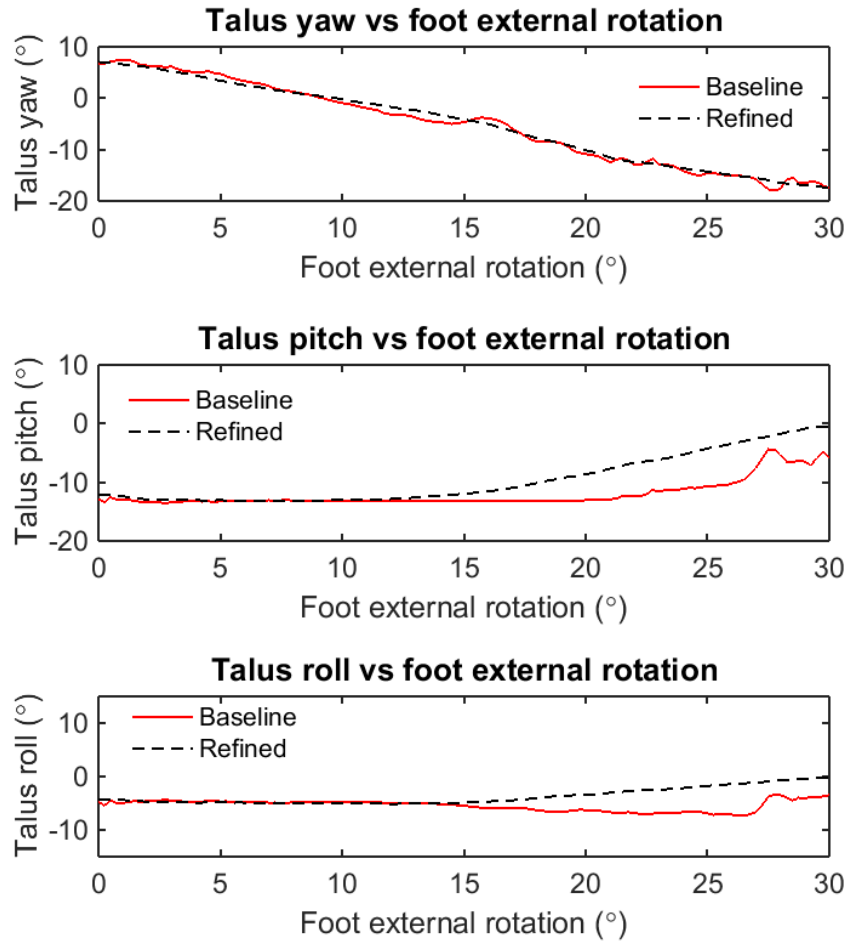 Talus yaw vs foot external rotation
Talus yaw (°)
10
0
-10
-20
Baseline
Refined
0 5 10 15 20 25 30
Foot external rotation (°)
Talus pitch vs foot external rotation
Talus pitch (°)
10
0
-10
-20
Baseline
Refined
0 5 10 15 20 25 30
Foot external rotation (°)
Talus roll vs foot external rotation
Talus roll (°)
10
0
-10
Baseline
Refined
0 5 10 15 20 25 30
Foot external rotation (°)